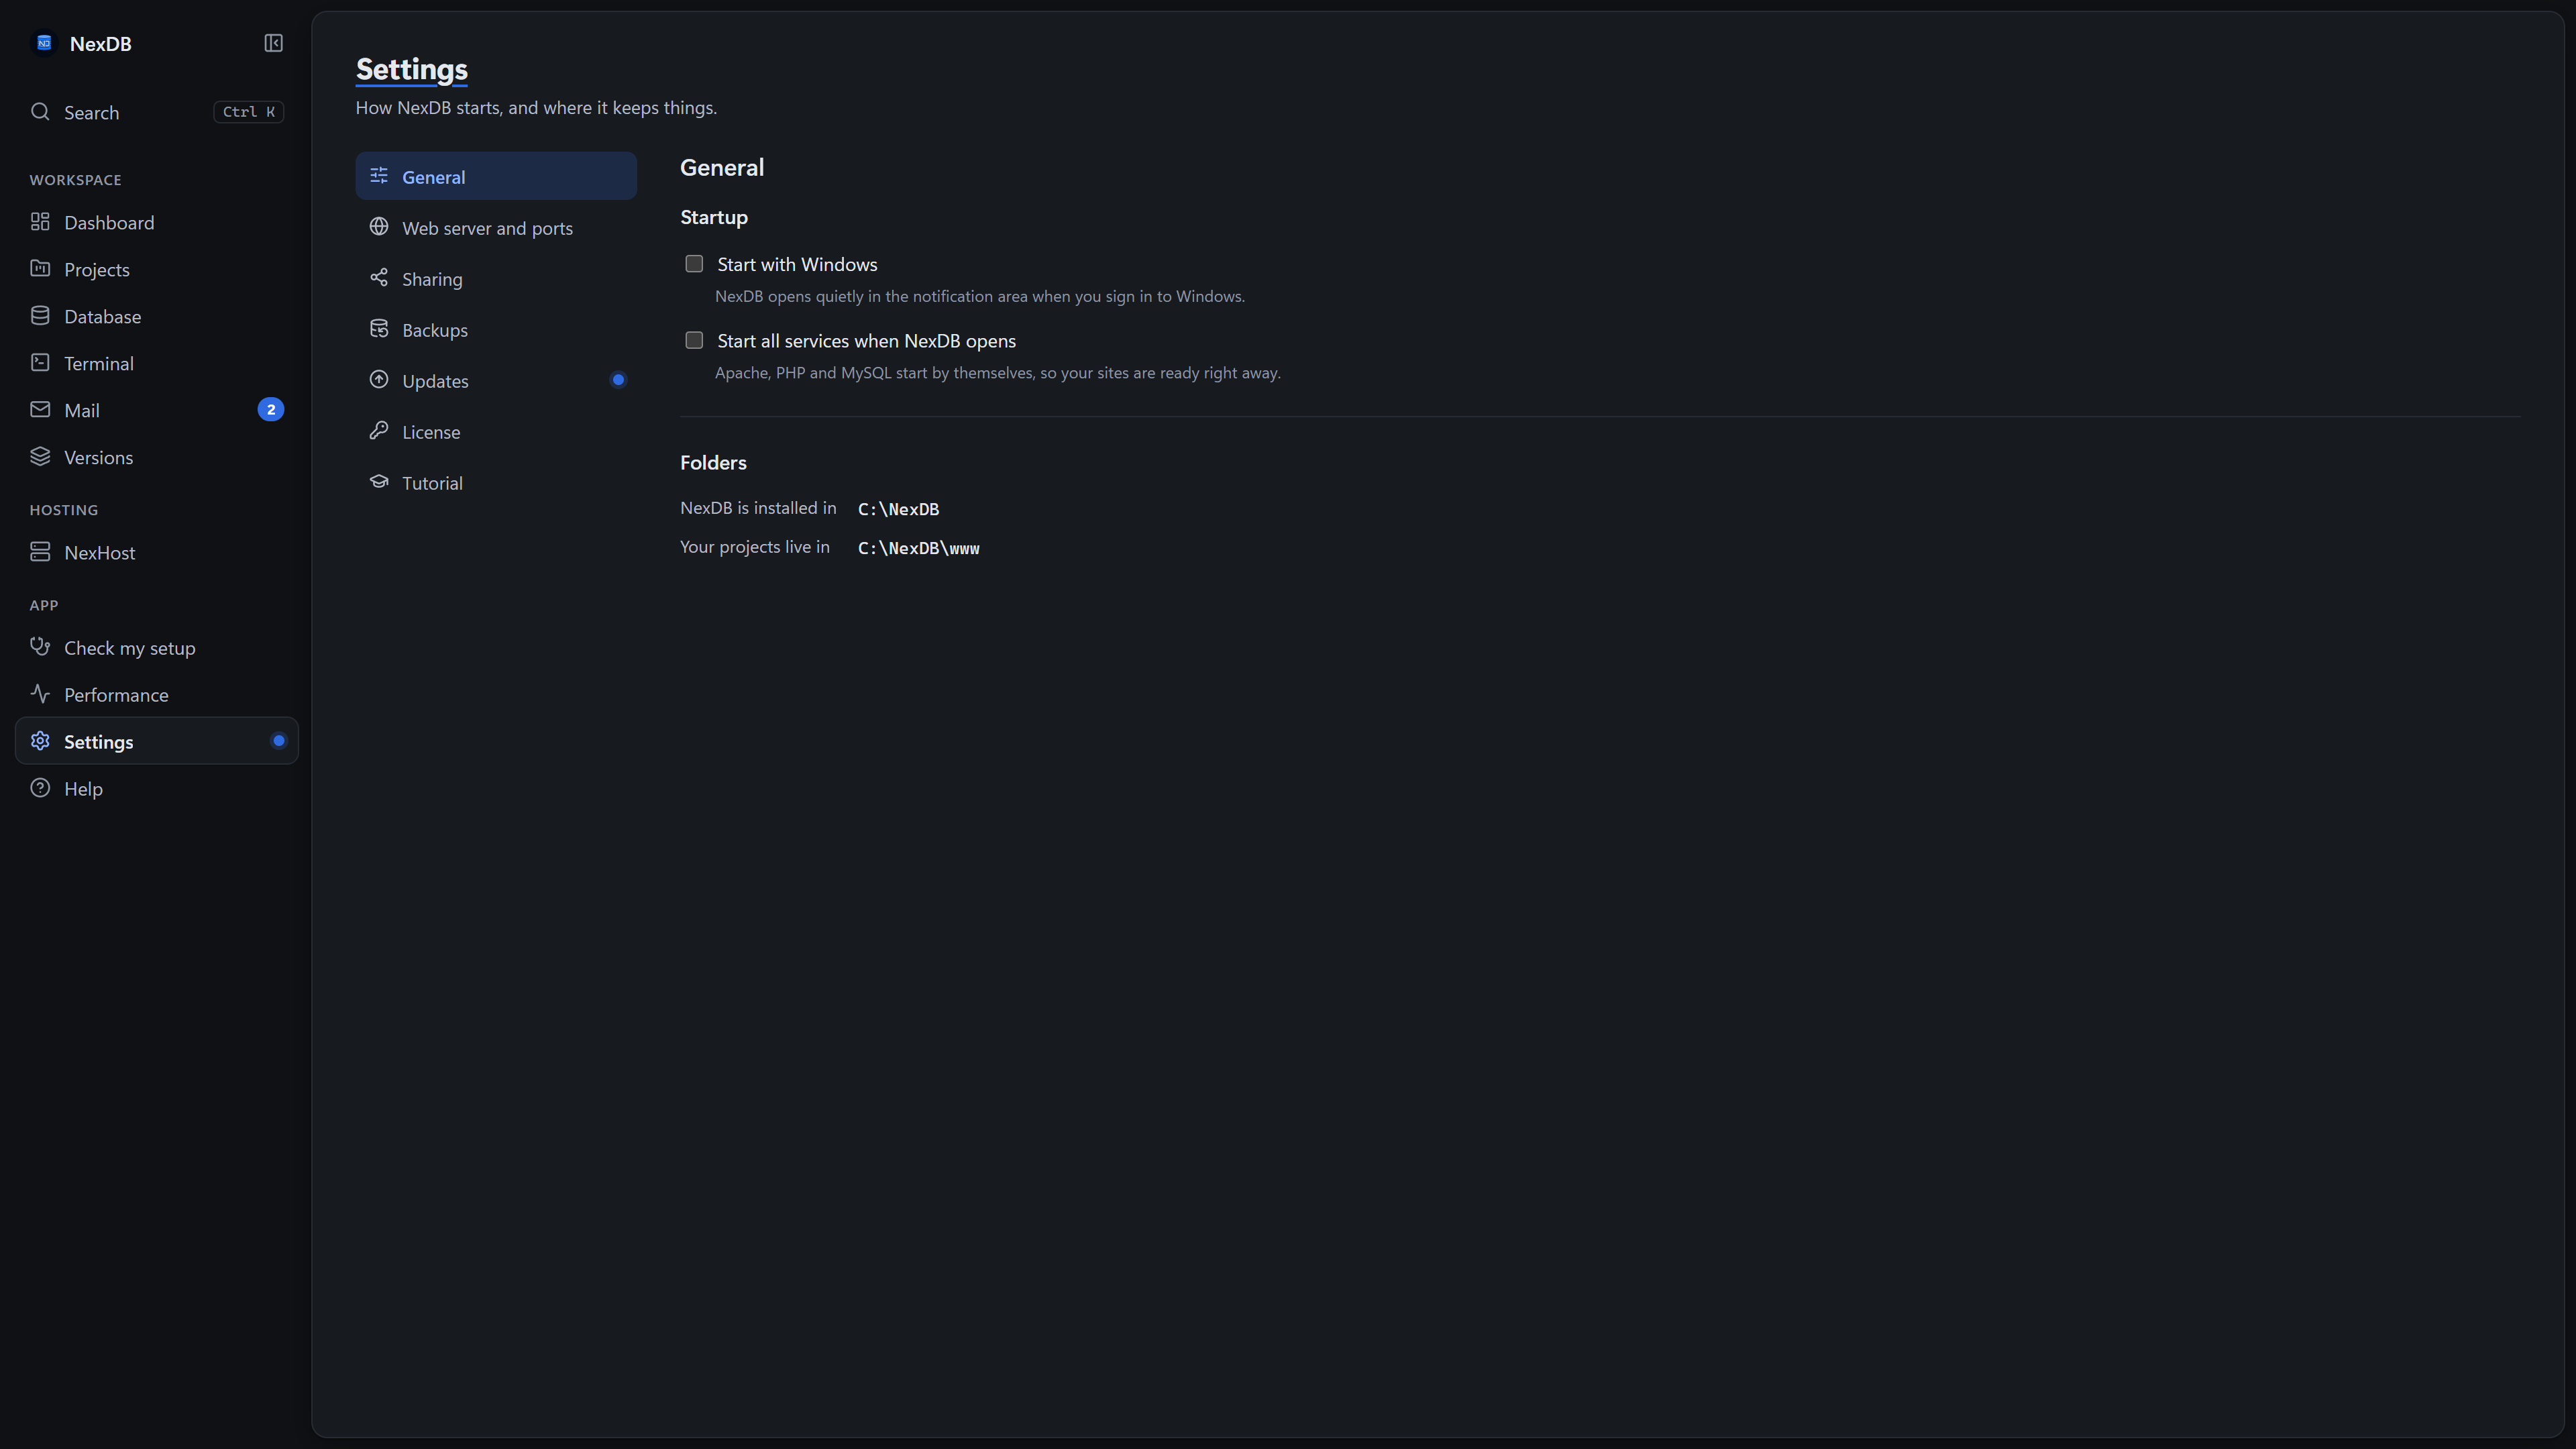 NexDB
Search
Ctrl K
WORKSPACE
Dashboard
Projects
Database
Terminal
Mail
2
Versions
HOSTING
NexHost
APP
Check my setup
Performance
Settings
Help
Settings
How NexDB starts, and where it keeps things.
General
Web server and ports
Sharing
Backups
Updates
License
Tutorial
General
Startup
Start with Windows
NexDB opens quietly in the notification area when you sign in to Windows.
Start all services when NexDB opens
Apache, PHP and MySQL start by themselves, so your sites are ready right away.
Folders
NexDB is installed in C:\NexDB
Your projects live in C:\NexDB\www